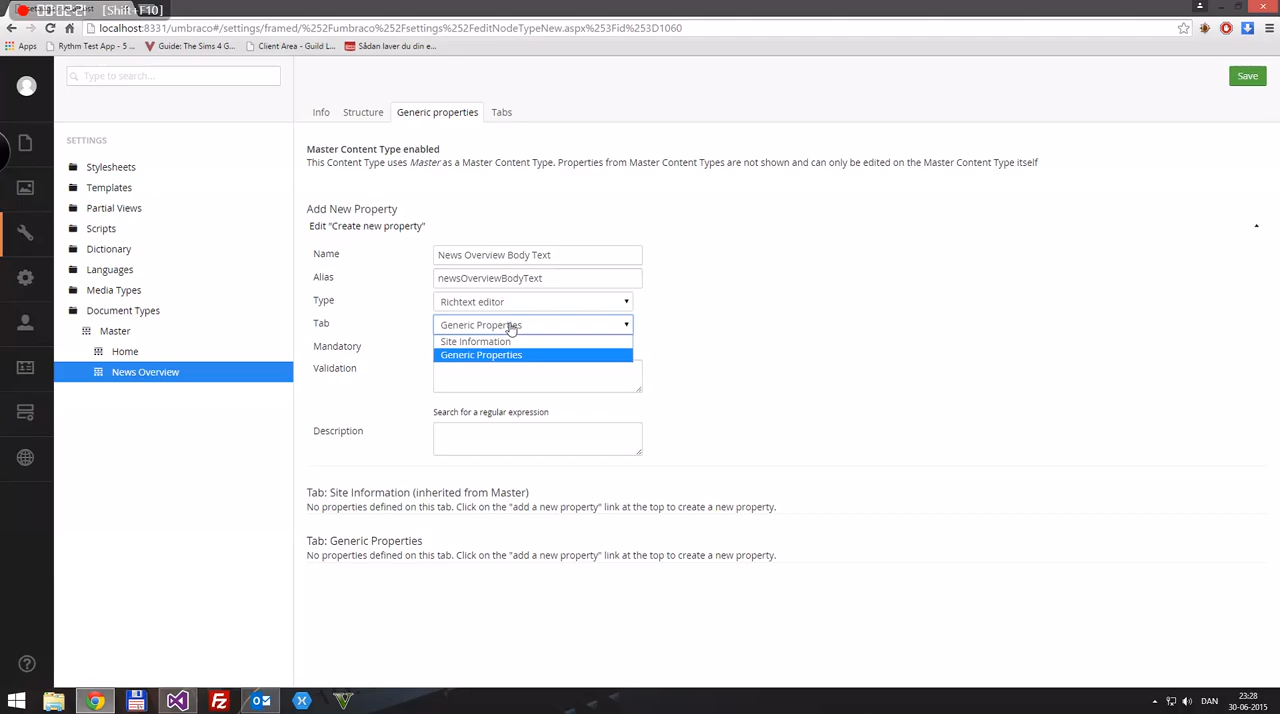 [Shift+F10]
localhost:8331/umbraco#/settings/framed/%252Fumbraco%252Fsettings%252FeditNodeTypeNew.aspx%253Fid%253D1060
Apps Rythm Test App - 5 ... Guide: The Sims 4 G... Client Area - Guild L... Sådan laver du din e...
Type to search...
Save
Info Structure Generic properties Tabs
SETTINGS
Stylesheets
Templates
Partial Views
Scripts
Dictionary
Languages
Media Types
Document Types
Master
Home
News Overview
Master Content Type enabled
This Content Type uses Master as a Master Content Type. Properties from Master Content Types are not shown and can only be edited on the Master Content Type itself
Add New Property
Edit "Create new property"
Name News Overview Body Text
Alias newsOverviewBodyText
Type Richtext editor
Tab Generic Properties
Site Information
Generic Properties
Mandatory
Validation
Search for a regular expression
Description
Tab: Site Information (inherited from Master)
No properties defined on this tab. Click on the "add a new property" link at the top to create a new property.
Tab: Generic Properties
No properties defined on this tab. Click on the "add a new property" link at the top to create a new property.
DAN
23:28
30-06-2015